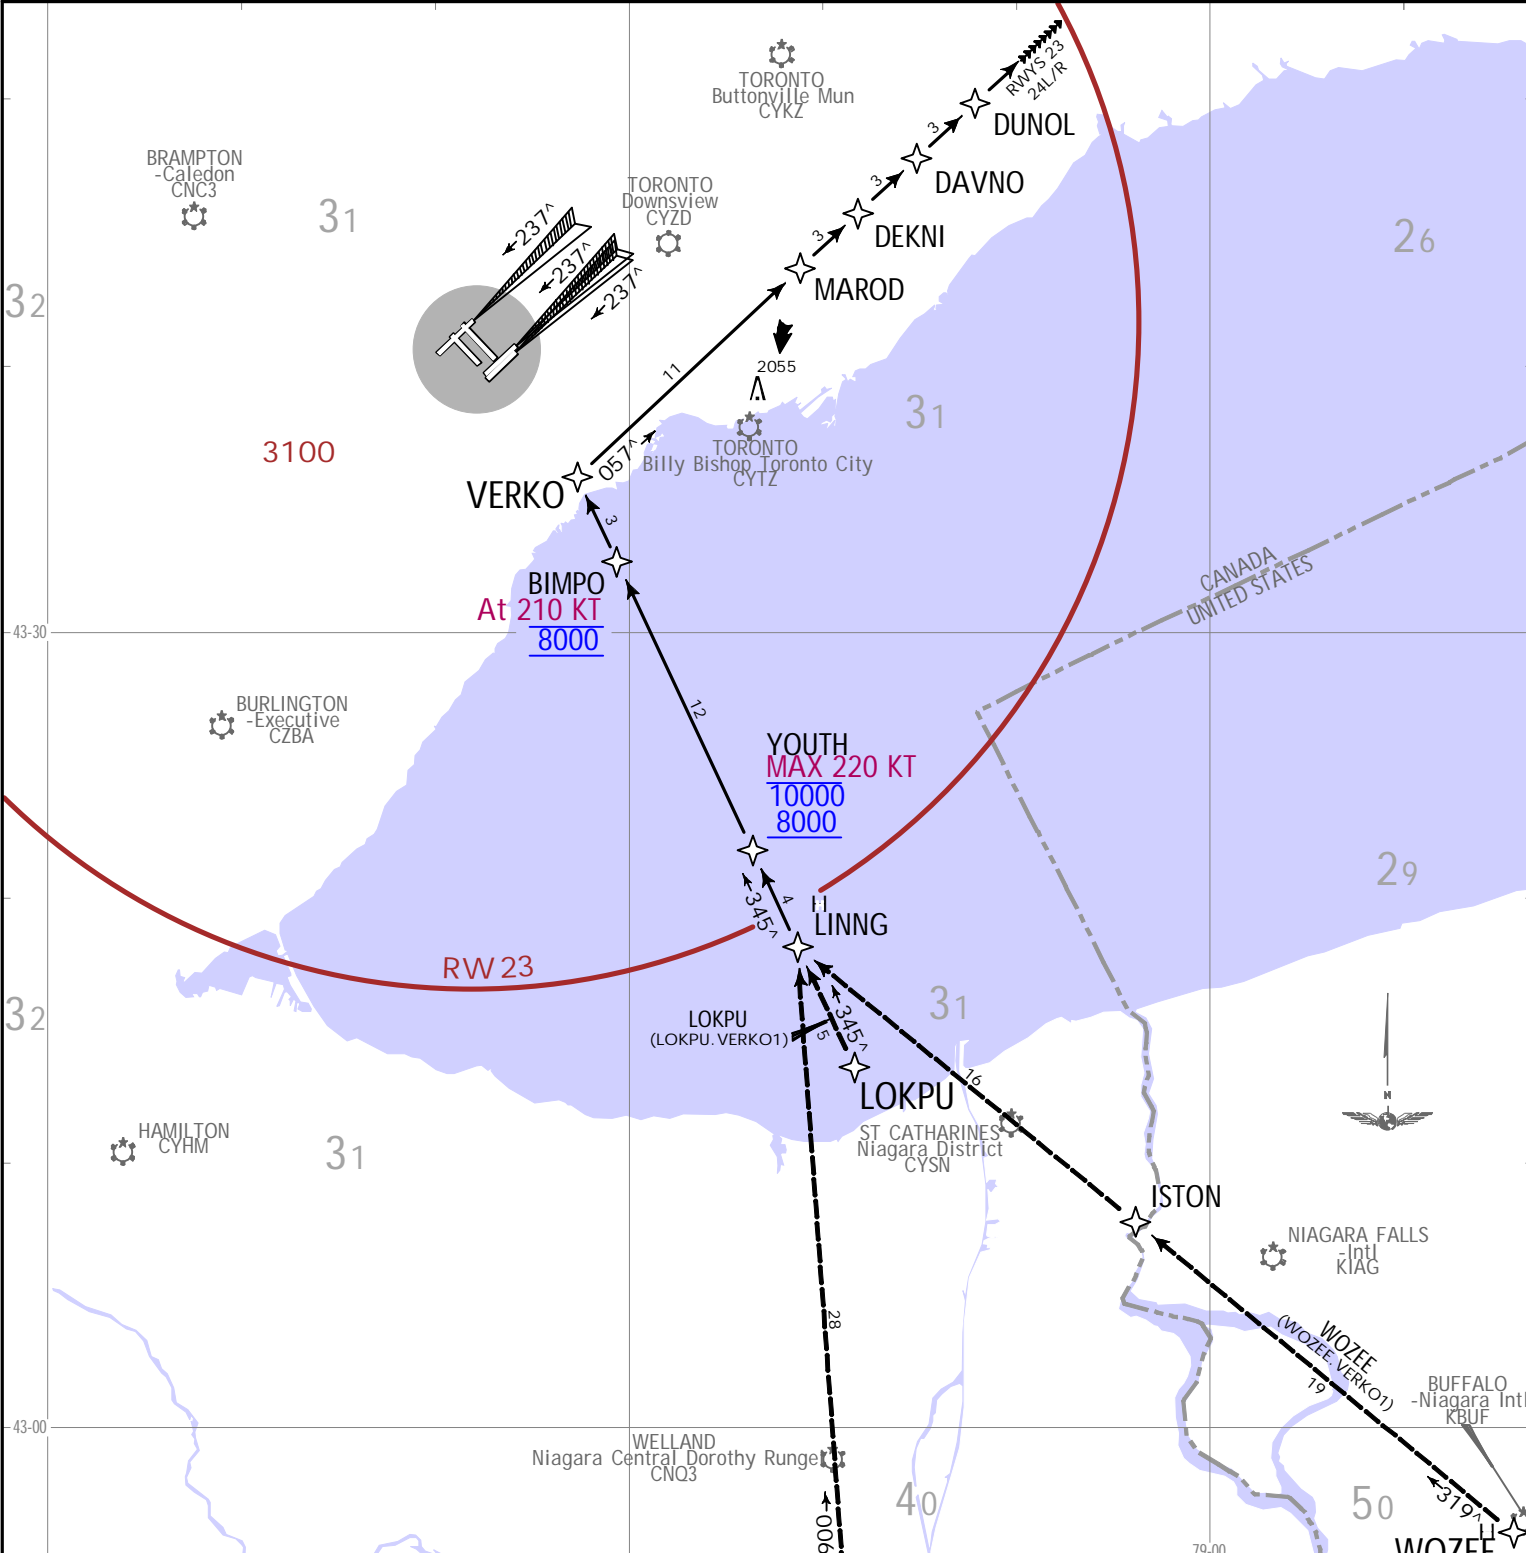 TORONTO
Buttonville Mun
CYKZ
RWYS 23
24L/R
DUNOL
3
DAVNO
3
DEKNI
3
MAROD
BRAMPTON
-Caledon
CNC3
31
TORONTO
Downsview
CYZD
237^
237^
237^
26
32
2055
11
31
3100
057^
TORONTO
Billy Bishop Toronto City
CYTZ
VERKO
3
BIMPO
At 210 KT
8000
CANADA
UNITED STATES
43-30
BURLINGTON
-Executive
CZBA
12
YOUTH
MAX 220 KT
10000
8000
29
4
345^
H
LINNG
RW 23
32
31
LOKPU
(LOKPU.VERKO1)
345^
5
LOKPU
16
N
HAMILTON
CYHM
31
ST CATHARINES
Niagara District
CYSN
ISTON
NIAGARA FALLS
-Intl
KIAG
28
WOZEE
(WOZEE.VERKO1)
19
BUFFALO
-Niagara Intl
KBUF
43-00
WELLAND
Niagara Central Dorothy Runge
CNQ3
40
50
006
319^
H
WOZEE
79-00